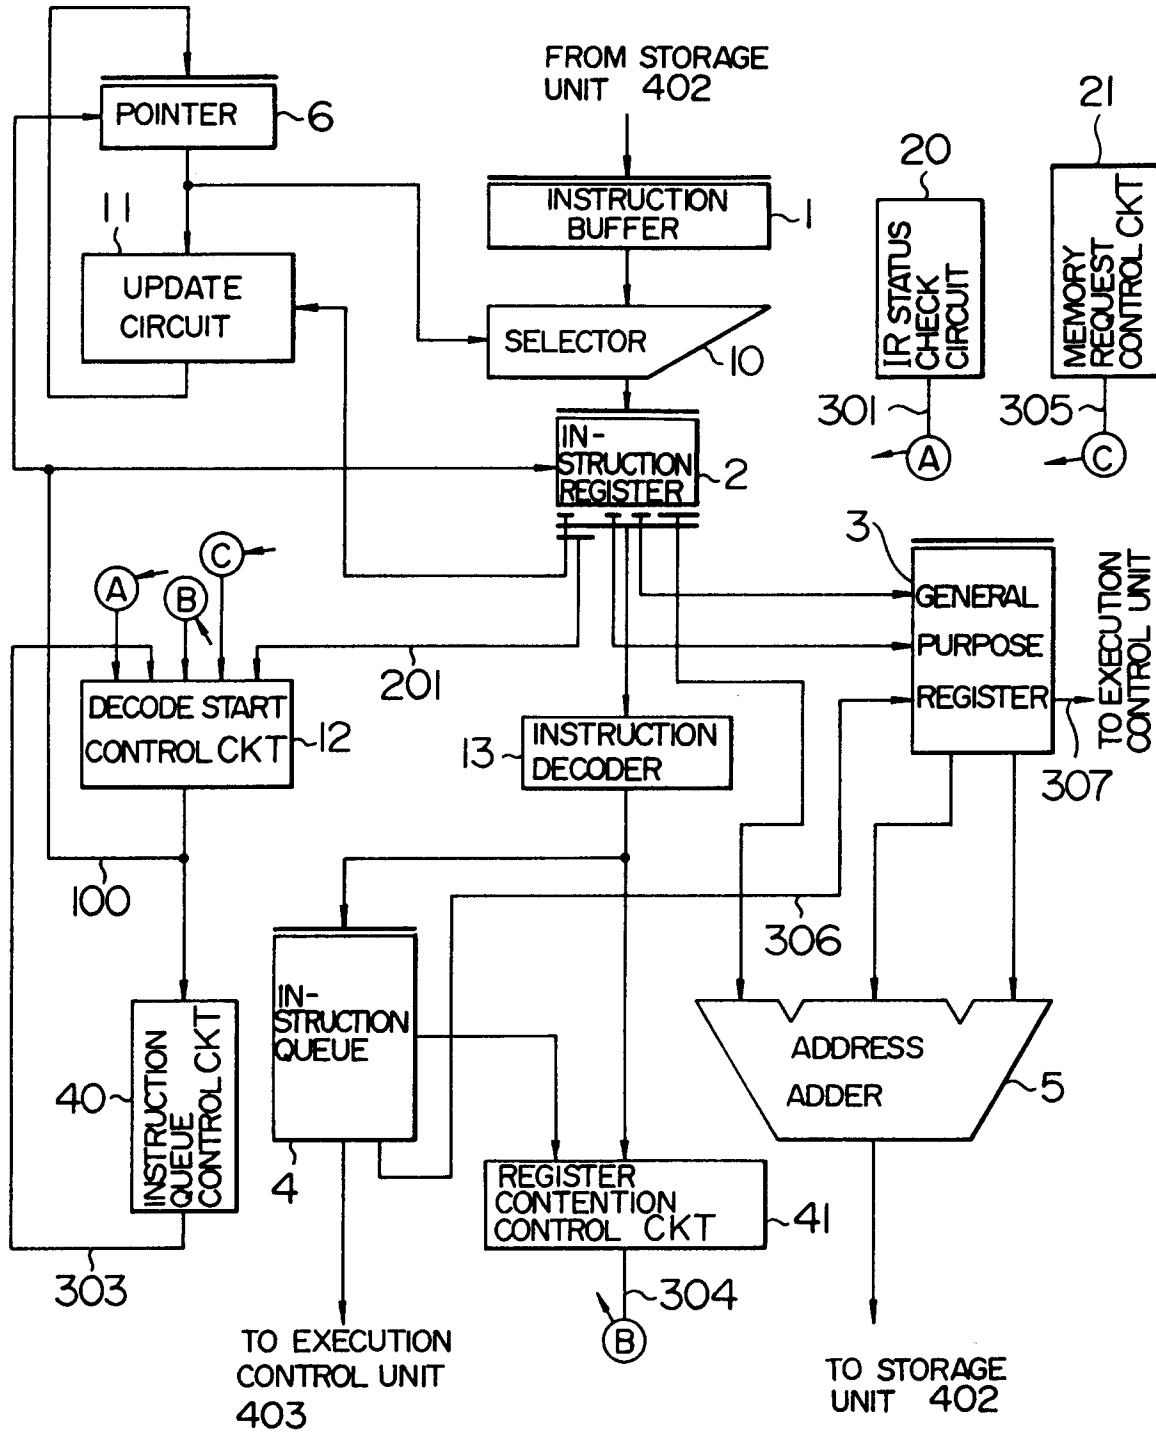 FROM STORAGE
UNIT 402
POINTER
6
21
20
INSTRUCTION
BUFFER
1
11
UPDATE
CIRCUIT
IR STATUS
CHECK
CIRCUIT
MEMORY
REQUEST
CONTROL CKT
SELECTOR
10
301
305
A
C
IN-
STRUCTION
REGISTER
2
3
C
A
B
GENERAL
PURPOSE
REGISTER
TO EXECUTION
CONTROL UNIT
201
307
DECODE START
CONTROL CKT
12
13
INSTRUCTION
DECODER
100
306
IN-
STRUCTION
QUEUE
4
40
INSTRUCTION
QUEUE
CONTROL CKT
ADDRESS
ADDER
5
REGISTER
CONTENTION
CONTROL CKT
41
303
304
B
TO EXECUTION
CONTROL UNIT
403
TO STORAGE
UNIT 402